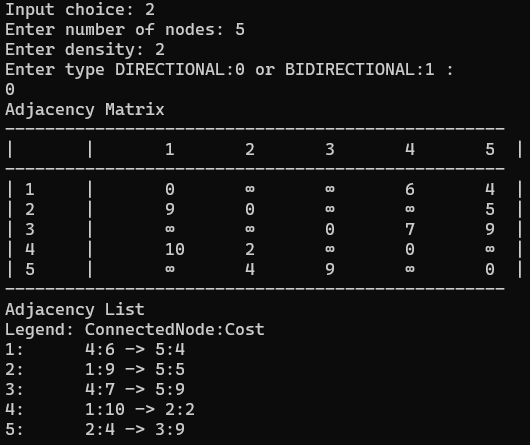 Input choice: 2
Enter number of nodes: 5
Enter density: 2
Enter type DIRECTIONAL:0 or BIDIRECTIONAL:1 :
0
Adjacency Matrix
--------------------------------------------------
|       |       1       2       3       4       5  |
--------------------------------------------------
| 1     |       0       ∞       ∞       6       4  |
| 2     |       9       0       ∞       ∞       5  |
| 3     |       ∞       ∞       0       7       9  |
| 4     |       10      2       ∞       0       ∞  |
| 5     |       ∞       4       9       ∞       0  |
--------------------------------------------------
Adjacency List
Legend: ConnectedNode:Cost
1:      4:6 -> 5:4
2:      1:9 -> 5:5
3:      4:7 -> 5:9
4:      1:10 -> 2:2
5:      2:4 -> 3:9